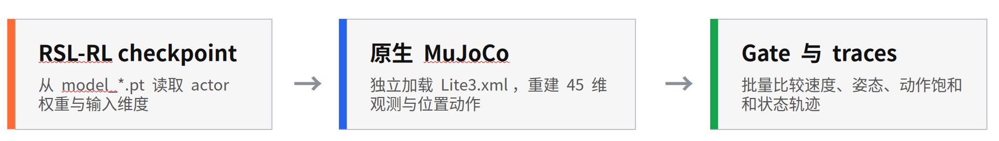 RSL-RL checkpoint
从 model_*.pt 读取 actor
权重与输入维度
→
原生 MuJoCo
独立加载 Lite3.xml，重建 45 维
观测与位置动作
→
Gate 与 traces
批量比较速度、姿态、动作饱和
和状态轨迹